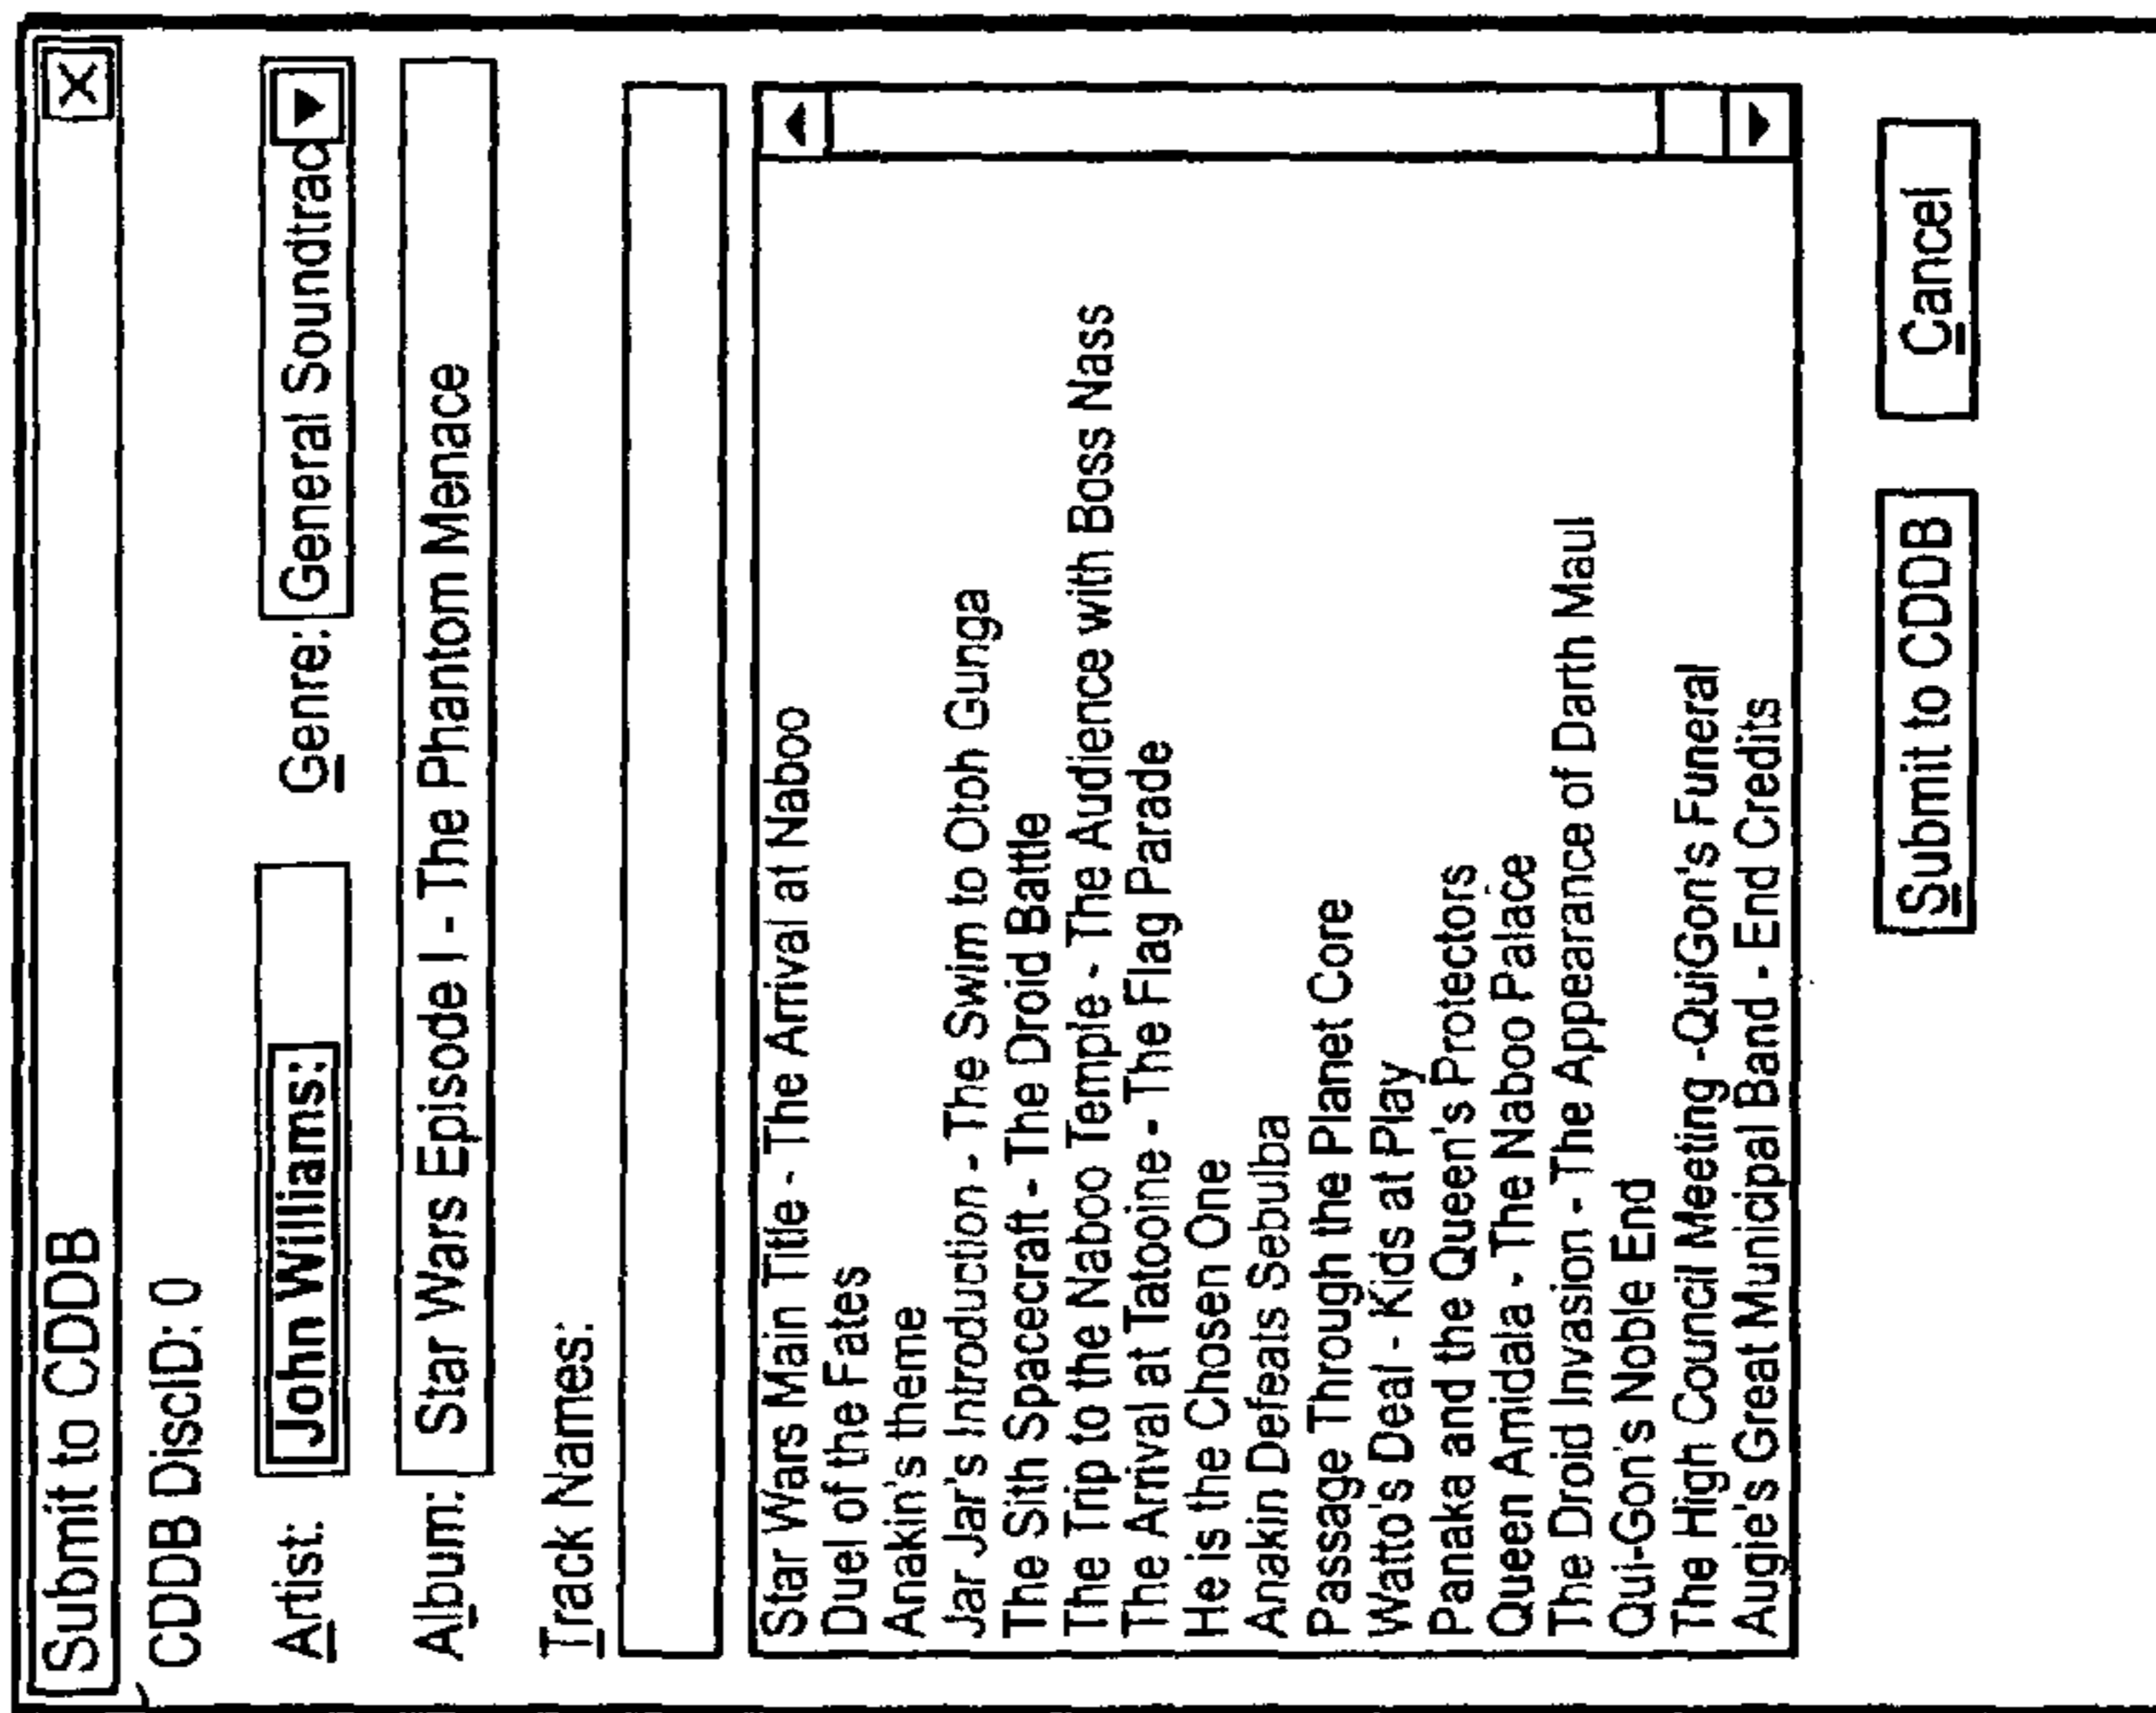 Submit to CDDB X
CDDB DiscID: 0
Artist: John Williams: Genre: General Soundtrac
Album: Star Wars Episode I - The Phantom Menace
Track Names:
Star Wars Main Title - The Arrival at Naboo
Duel of the Fates
Anakin's theme
Jar Jar's Introduction - The Swim to Otoh Gunga
The Sith Spacecraft - The Droid Battle
The Trip to the Naboo Temple - The Audience with Boss Nass
The Arrival at Tatooine - The Flag Parade
He is the Chosen One
Anakin Defeats Sebulba
Passage Through the Planet Core
Watto's Deal - Kids at Play
Panaka and the Queen's Protectors
Queen Amidala - The Naboo Palace
The Droid Invasion - The Appearance of Darth Maul
Qui-Gon's Noble End
The High Council Meeting -QuiGon's Funeral
Augie's Great Municipal Band - End Credits
Submit to CDDB Cancel